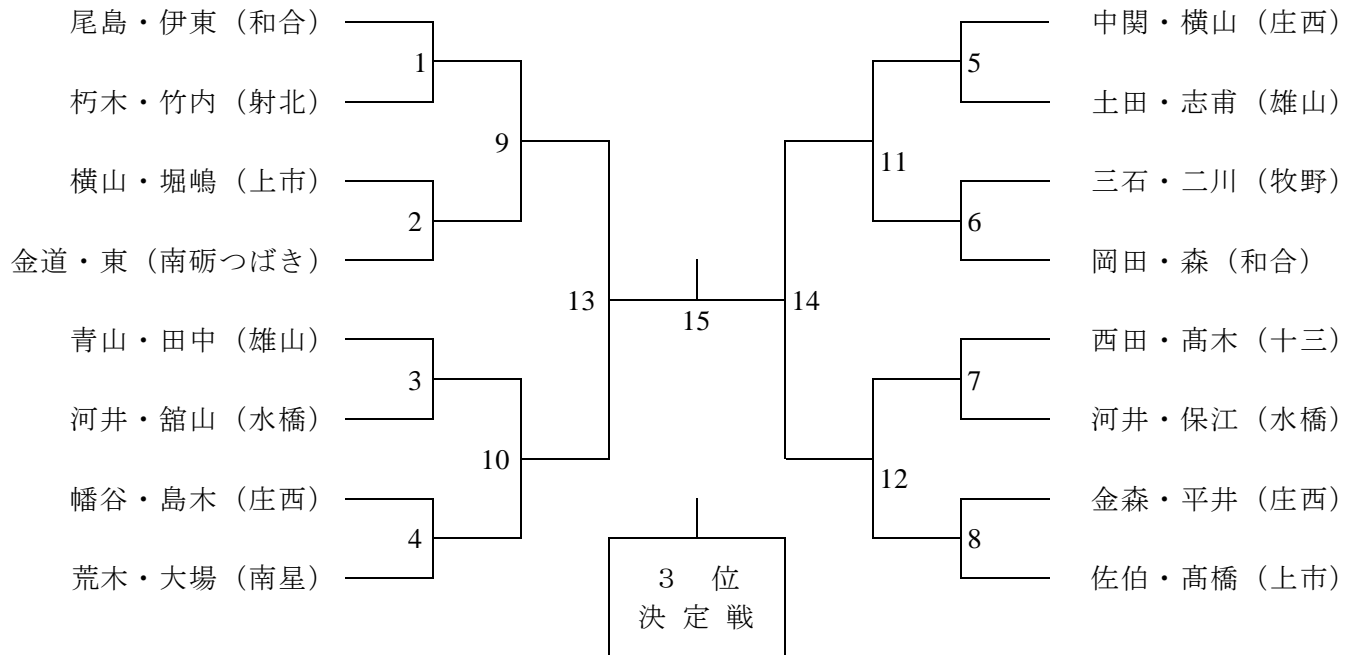 尾島・伊東（和合）
1
朽木・竹内（射北）
9
横山・堀嶋（上市）
2
金道・東（南砺つばき）
13
青山・田中（雄山）
3
河井・舘山（水橋）
10
幡谷・島木（庄西）
4
荒木・大場（南星）
15
３　位
決 定 戦
中関・横山（庄西）
5
土田・志甫（雄山）
11
三石・二川（牧野）
6
岡田・森（和合）
14
西田・髙木（十三）
7
河井・保江（水橋）
12
金森・平井（庄西）
8
佐伯・髙橋（上市）